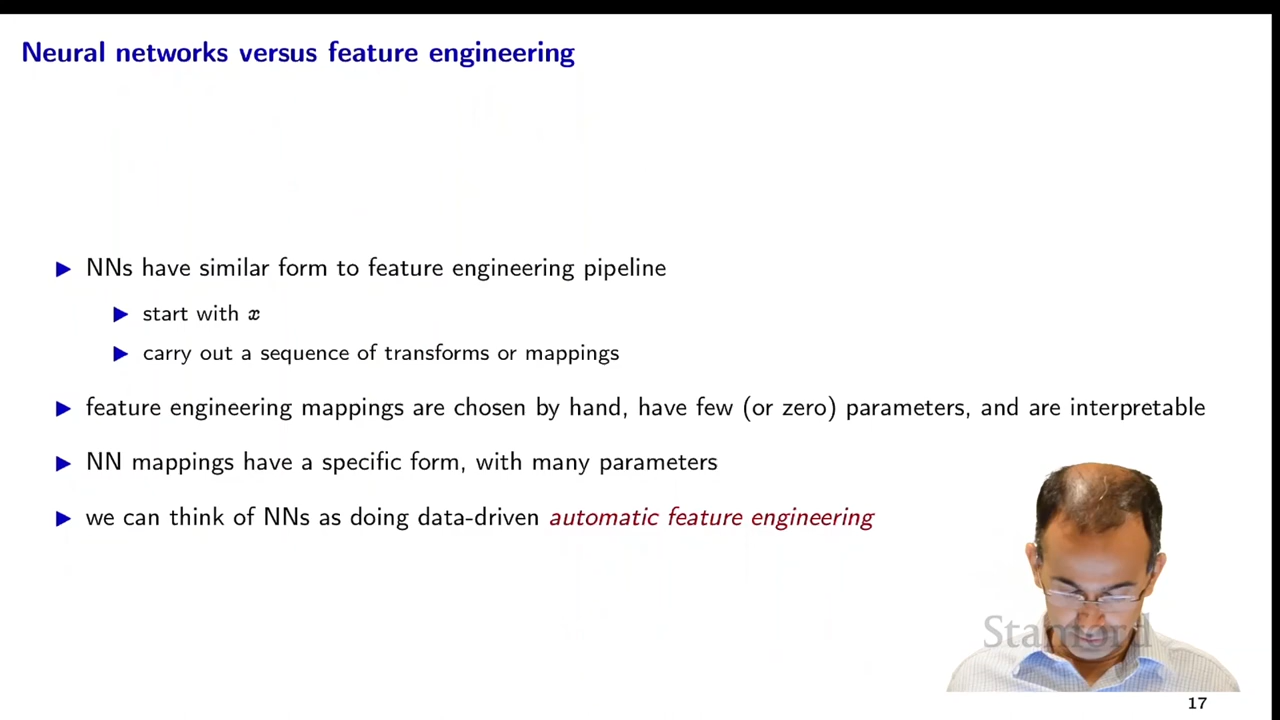 Neural networks versus feature engineering
▶ NNs have similar form to feature engineering pipeline
▶ start with x
▶ carry out a sequence of transforms or mappings
▶ feature engineering mappings are chosen by hand, have few (or zero) parameters, and are interpretable
▶ NN mappings have a specific form, with many parameters
▶ we can think of NNs as doing data-driven automatic feature engineering
Stanford
17